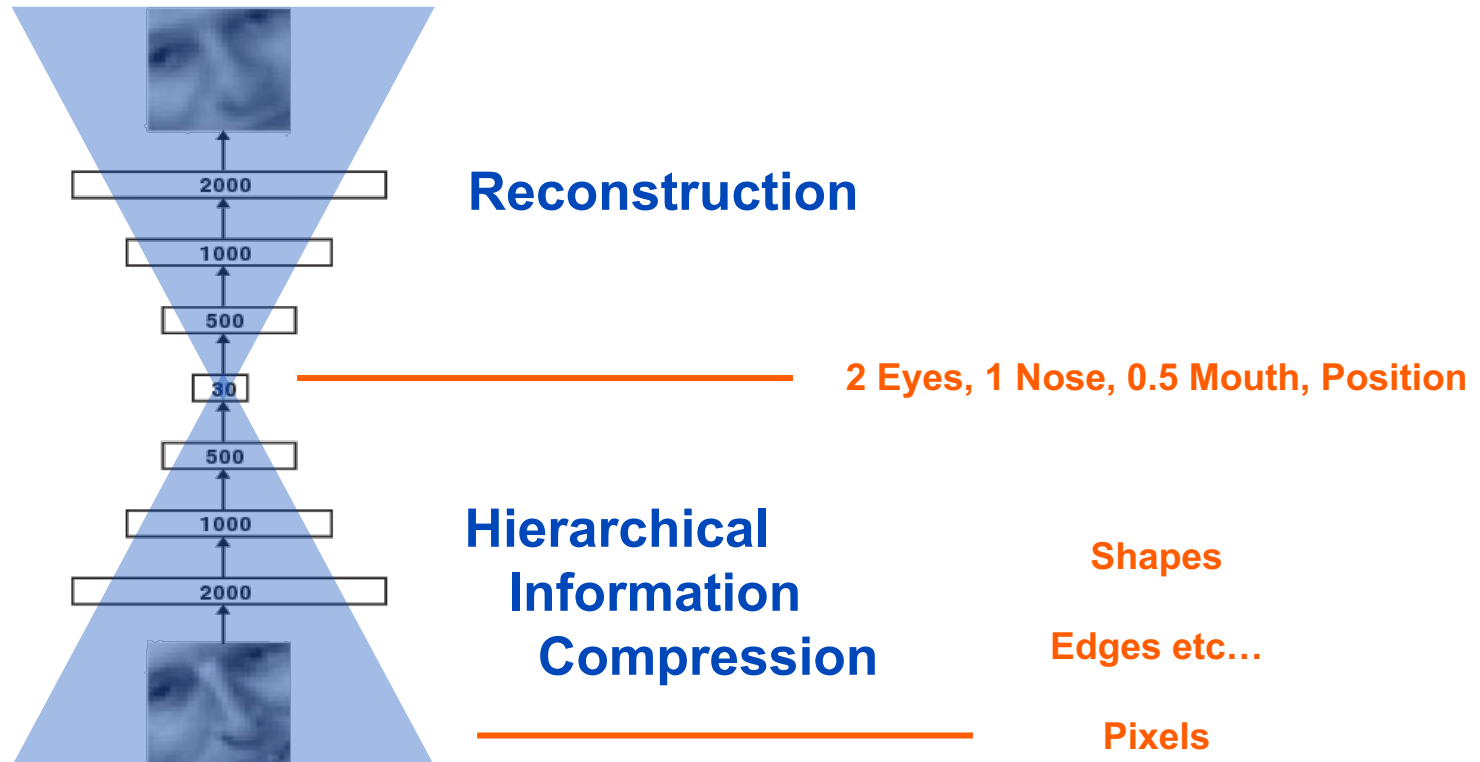 2000
Reconstruction
1000
500
30
2 Eyes, 1 Nose, 0.5 Mouth, Position
500
1000
Hierarchical
Information
Compression
2000
Shapes
Edges etc…
Pixels